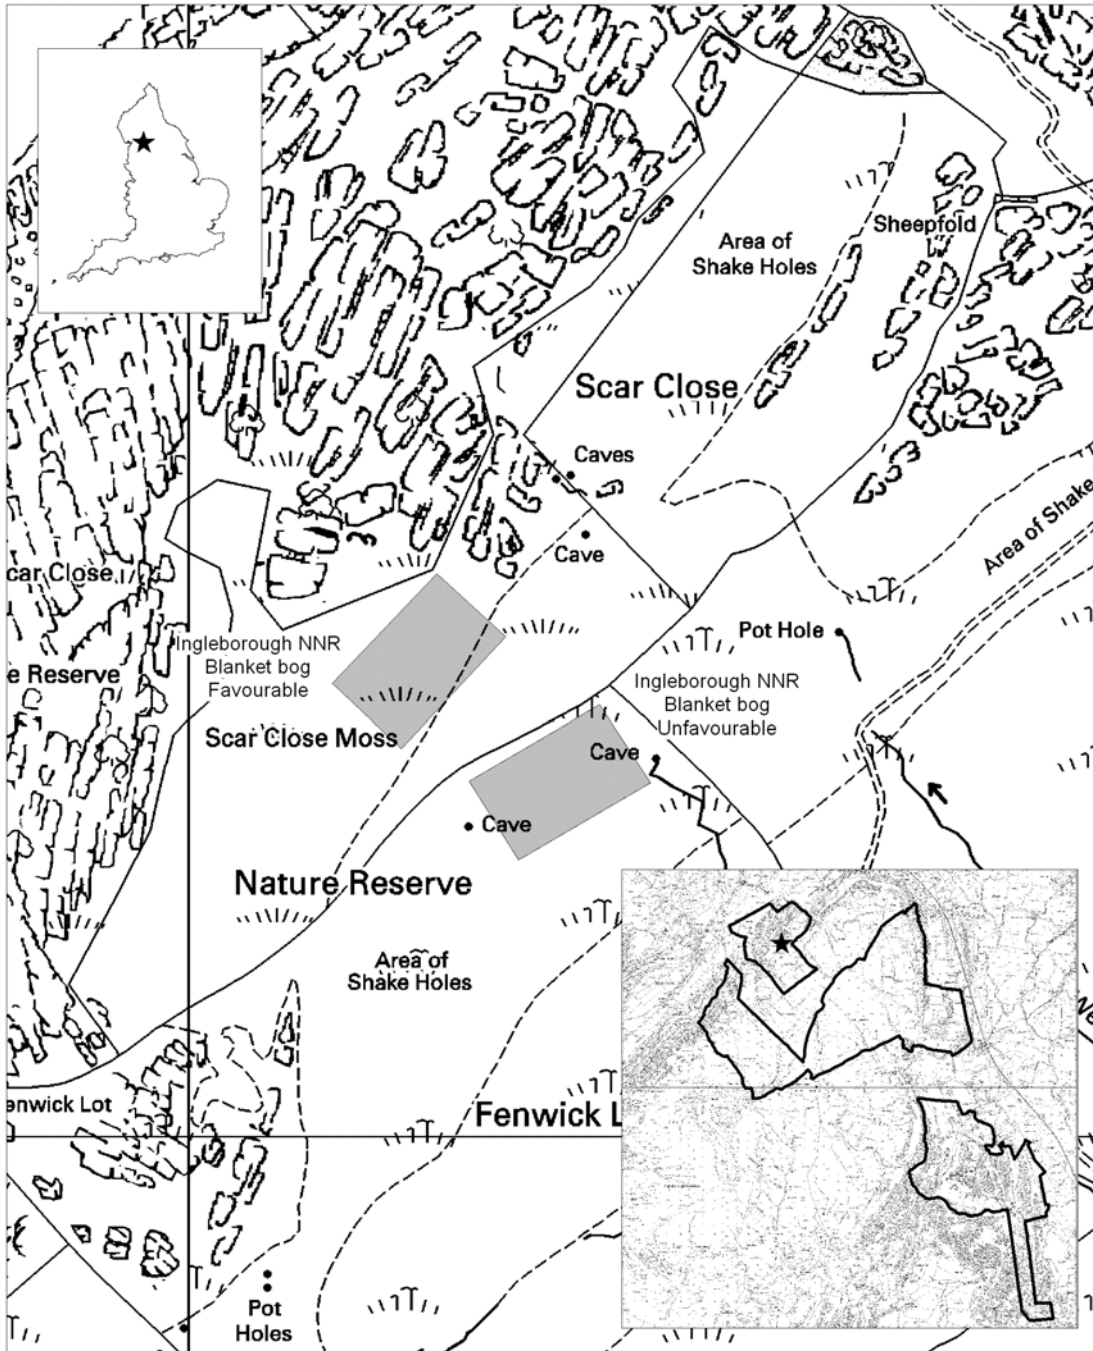 Area of
Shake Holes
Sheepfold
Scar Close
Caves
Cave
Area of Shake
car Close
Pot Hole
Ingleborough NNR
Blanket bog
Favourable
e Reserve
Ingleborough NNR
Blanket bog
Unfavourable
Scar Close Moss
Cave
Cave
Nature Reserve
Area of
Shake Holes
enwick Lot
Fenwick L
Pot
Holes